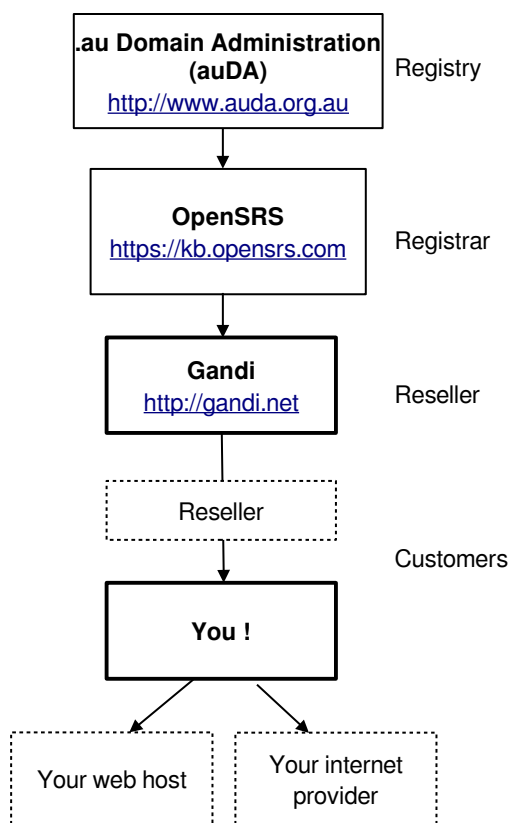 .au Domain Administration
(auDA)
http://www.auda.org.au
Registry
OpenSRS
https://kb.opensrs.com
Registrar
Gandi
http://gandi.net
Reseller
Reseller
Customers
You !
Your web host
Your internet
provider